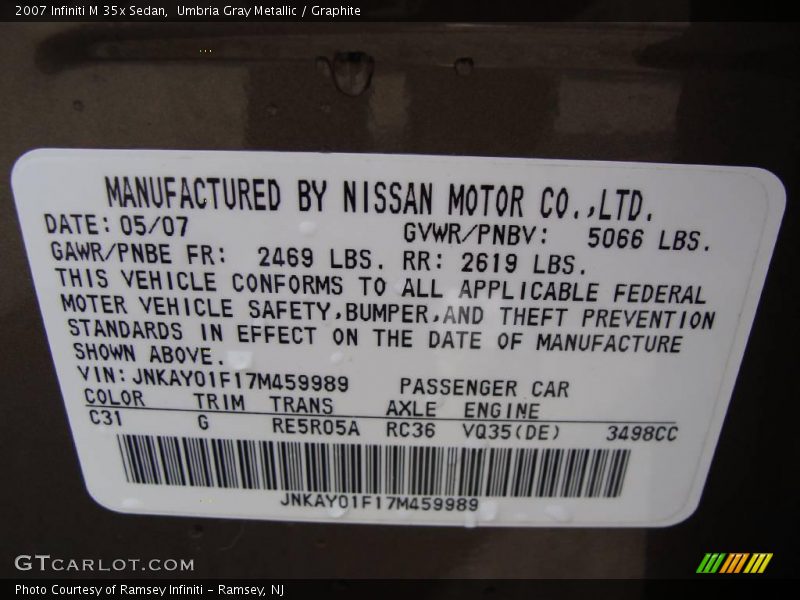 2007 Infiniti M 35x Sedan,  Umbria Gray Metallic / Graphite
MANUFACTURED BY NISSAN MOTOR CO.,LTD.
DATE: 05/07 GVWR/PNBV: 5066 LBS.
GAWR/PNBE FR: 2469 LBS. RR: 2619 LBS.
THIS VEHICLE CONFORMS TO ALL APPLICABLE FEDERAL
MOTER VEHICLE SAFETY,BUMPER,AND THEFT PREVENTION
STANDARDS IN EFFECT ON THE DATE OF MANUFACTURE
SHOWN ABOVE.
VIN: JNKAY01F17M459989 PASSENGER CAR
COLOR TRIM TRANS AXLE ENGINE
C31 G RE5R05A RC36 VQ35(DE) 3498CC
JNKAY01F17M459989
GTCARLOT.COM
Photo Courtesy of Ramsey Infiniti - Ramsey, NJ